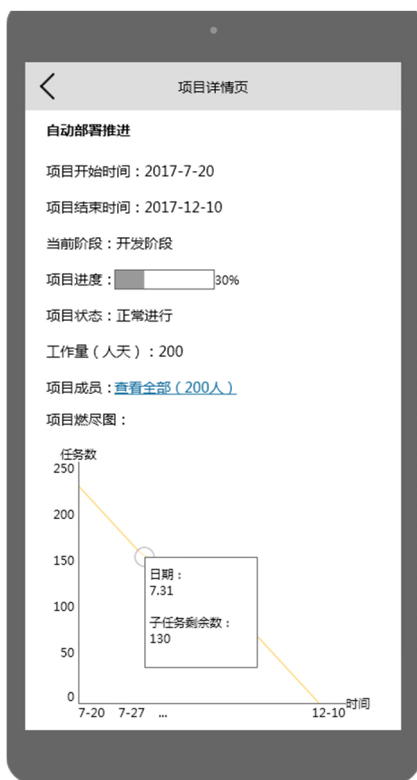 项目详情页
自动部署推进
项目开始时间：2017-7-20
项目结束时间：2017-12-10
当前阶段：开发阶段
项目进度：30%
项目状态：正常进行
工作量（人天）：200
项目成员：查看全部（200人）
项目燃尽图：
任务数
250
200
150
日期：
7.31
100
子任务剩余数：
130
50
0
时间
7-20 7-27 ... 12-10